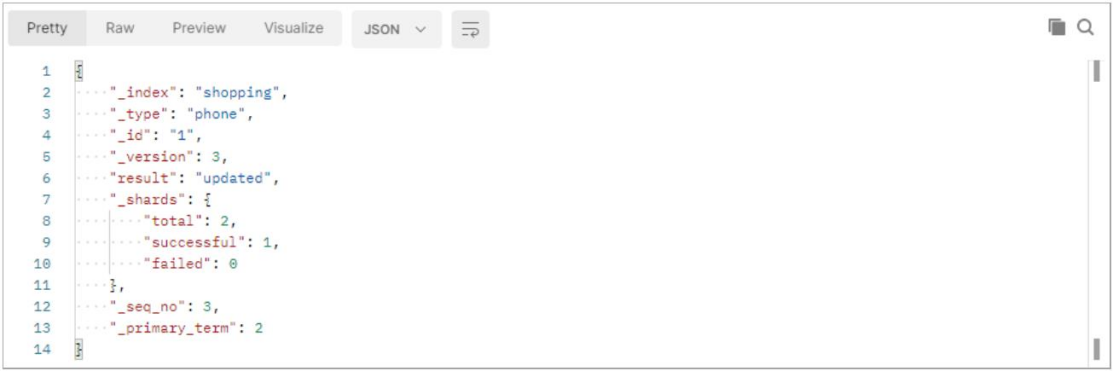 Pretty Raw Preview Visualize JSON
1 {
2 "_index": "shopping",
3 "_type": "phone",
4 "_id": "1",
5 "_version": 3,
6 "result": "updated",
7 "_shards": {
8 "total": 2,
9 "successful": 1,
10 "failed": 0
11 },
12 "_seq_no": 3,
13 "_primary_term": 2
14 }